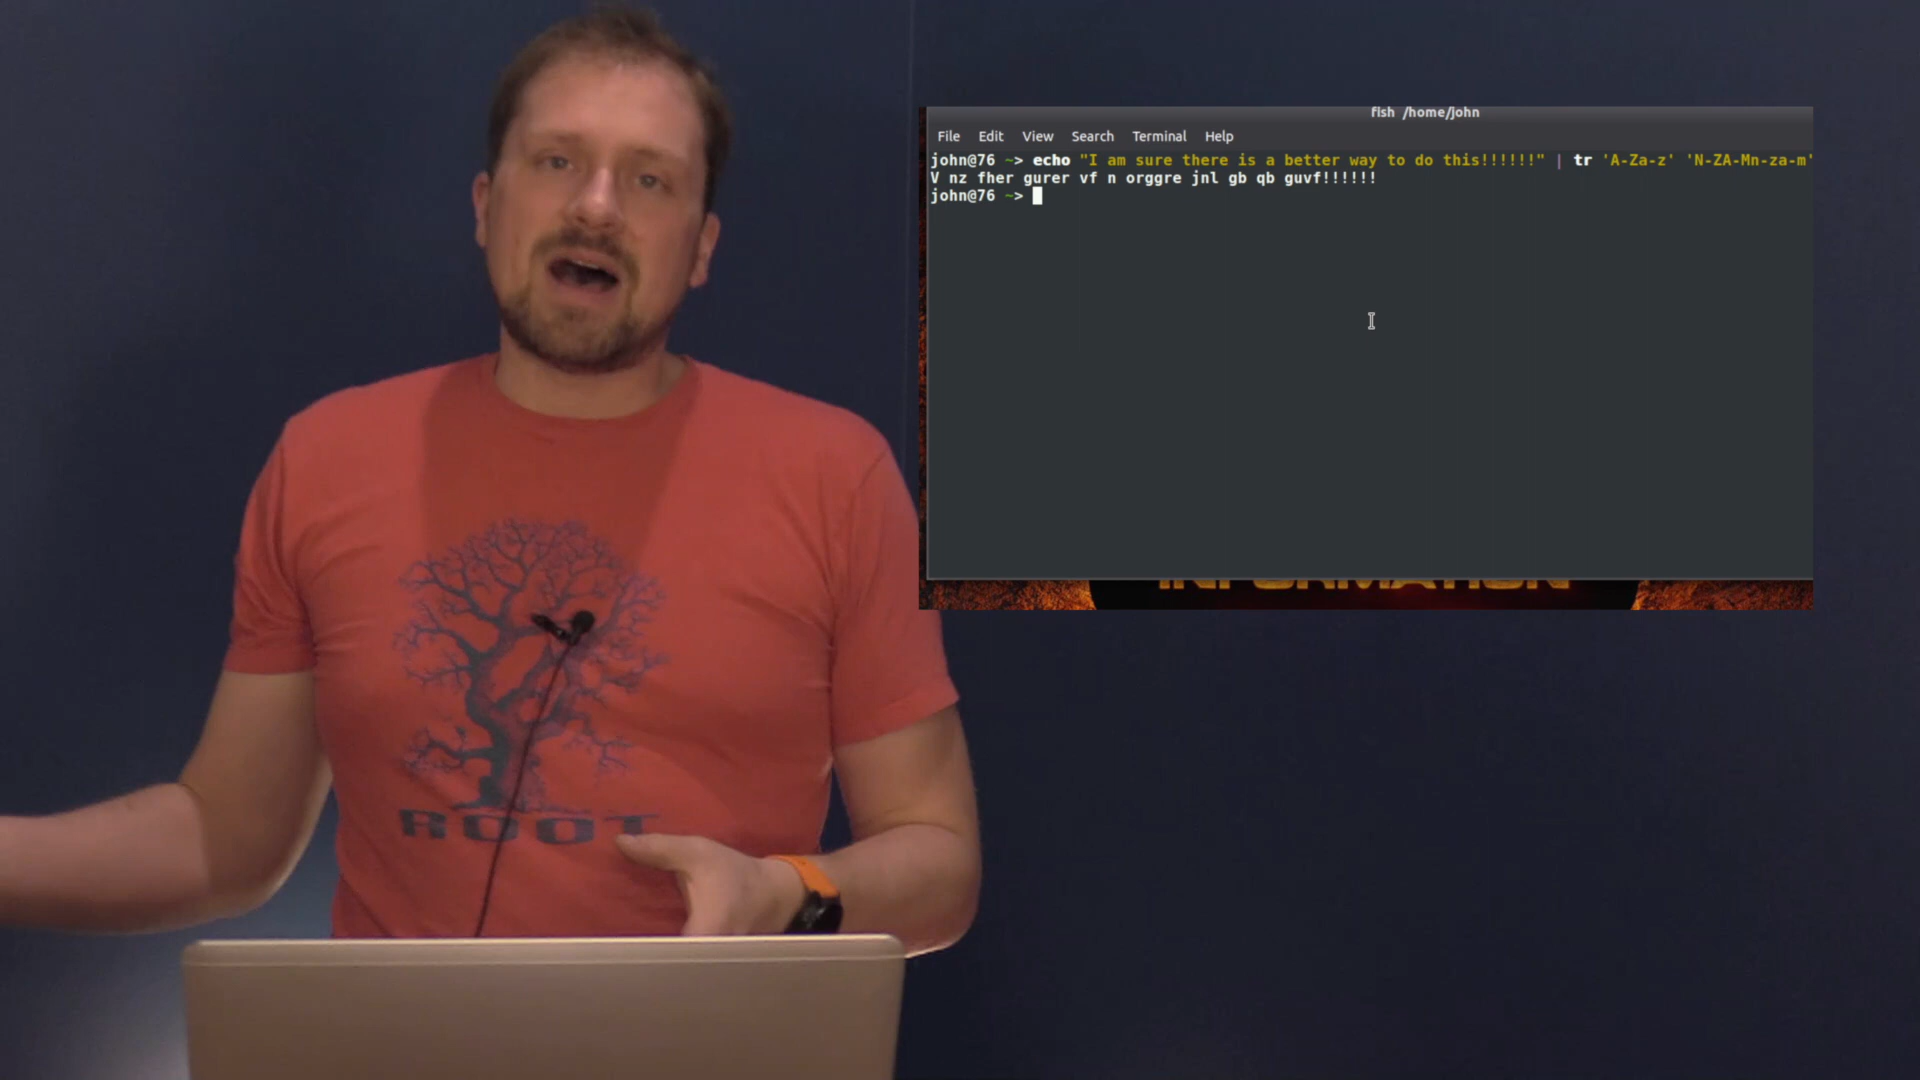 fish /home/john
File Edit View Search Terminal Help
john@76 ~> echo "I am sure there is a better way to do this!!!!!!" | tr 'A-Za-z' 'N-ZA-Mn-za-m'
V nz fher gurer vf n orggre jnl gb qb guvf!!!!!!
john@76 ~>
INFORMATION
ROOT